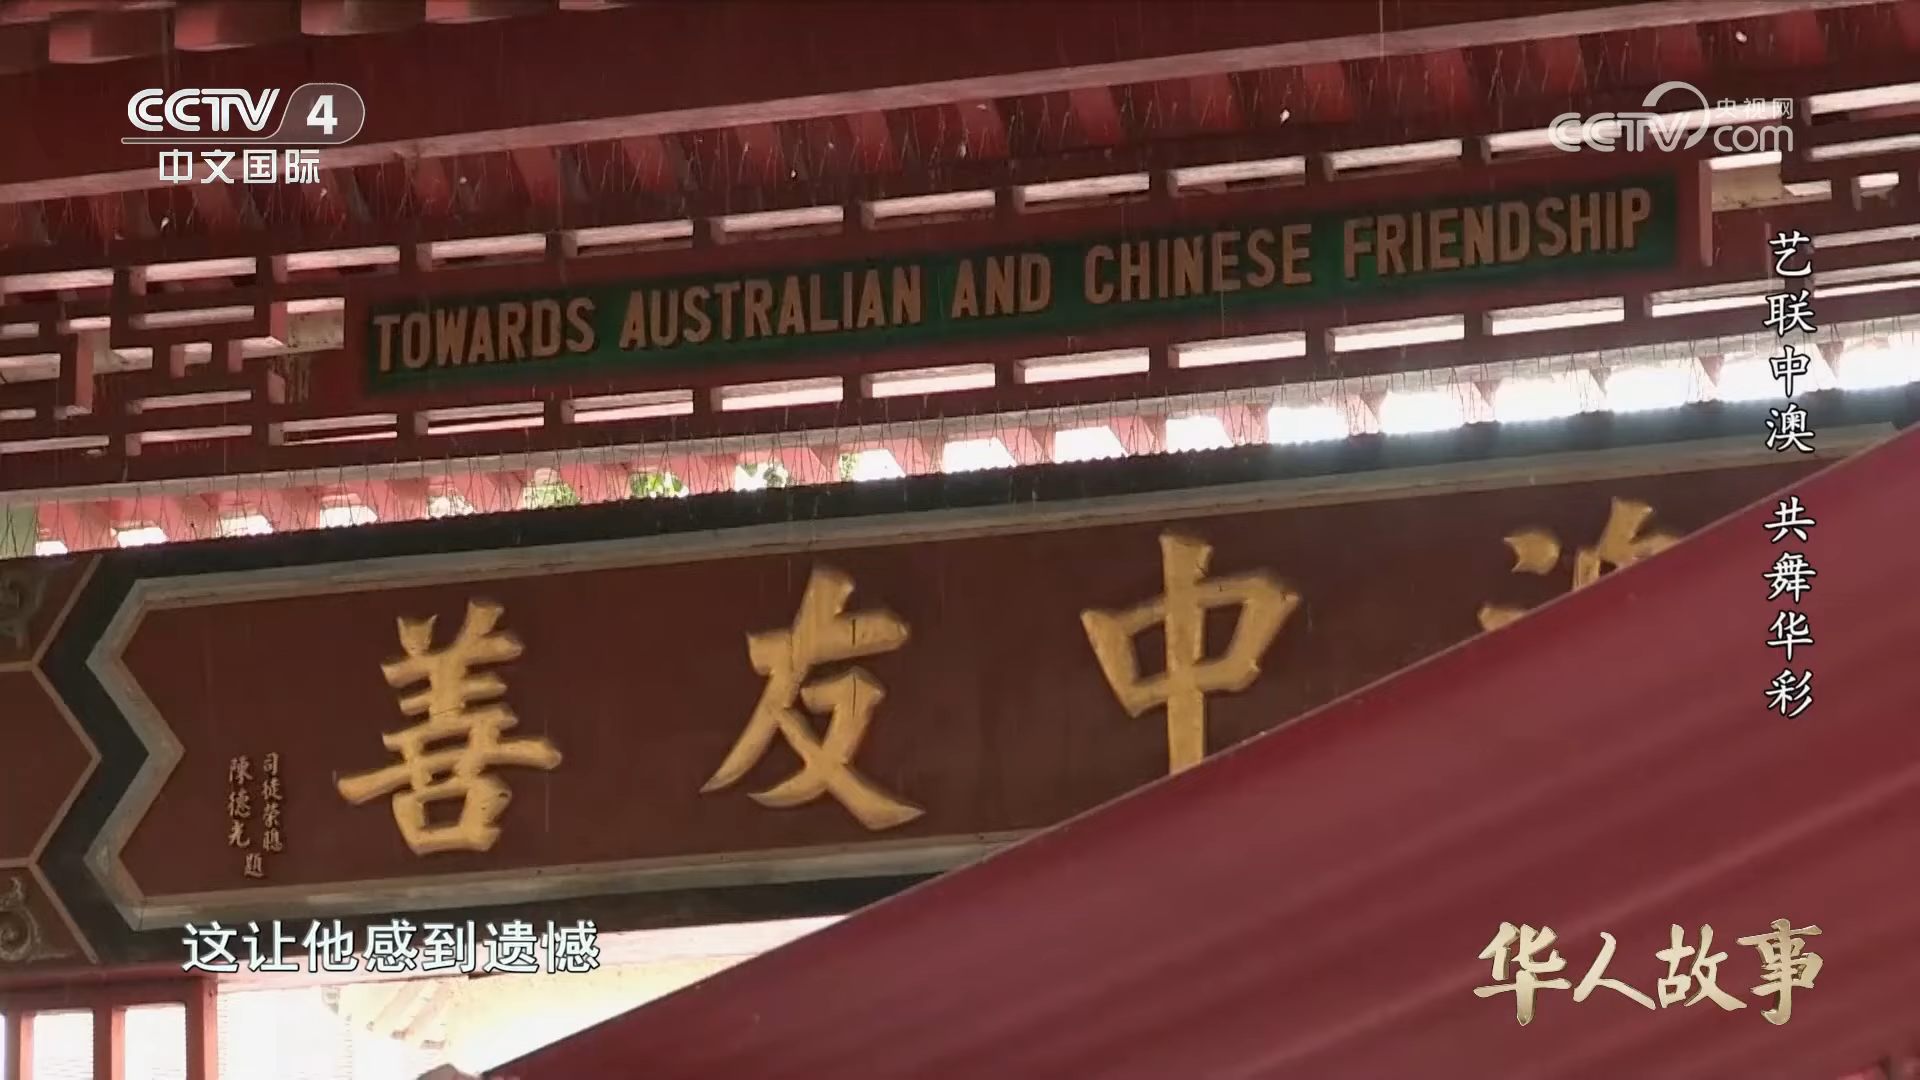 CCTV 4
中文国际
央视网
CCTV.com
TOWARDS AUSTRALIAN AND CHINESE FRIENDSHIP
艺联中澳 共舞华彩
中友善
司徒荣聰
陳德光 題
这让他感到遗憾
华人故事